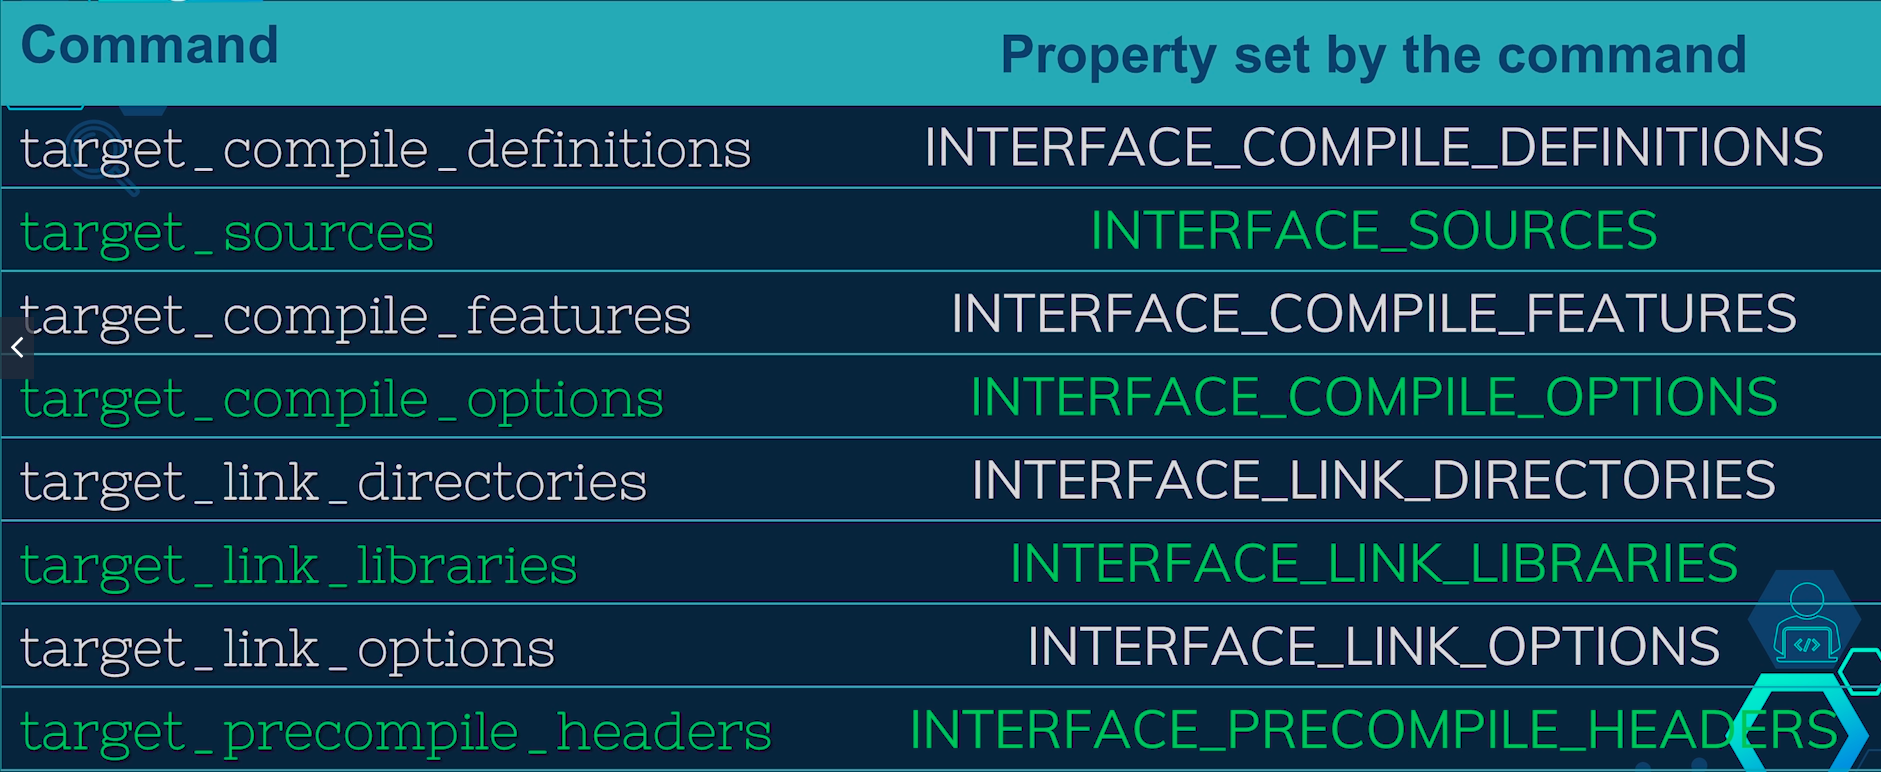 Command Property set by the command
target_compile_definitions INTERFACE_COMPILE_DEFINITIONS
target_sources INTERFACE_SOURCES
target_compile_features INTERFACE_COMPILE_FEATURES
target_compile_options INTERFACE_COMPILE_OPTIONS
target_link_directories INTERFACE_LINK_DIRECTORIES
target_link_libraries INTERFACE_LINK_LIBRARIES
target_link_options INTERFACE_LINK_OPTIONS
</>
target_precompile_headers INTERFACE_PRECOMPILE_HEADERS